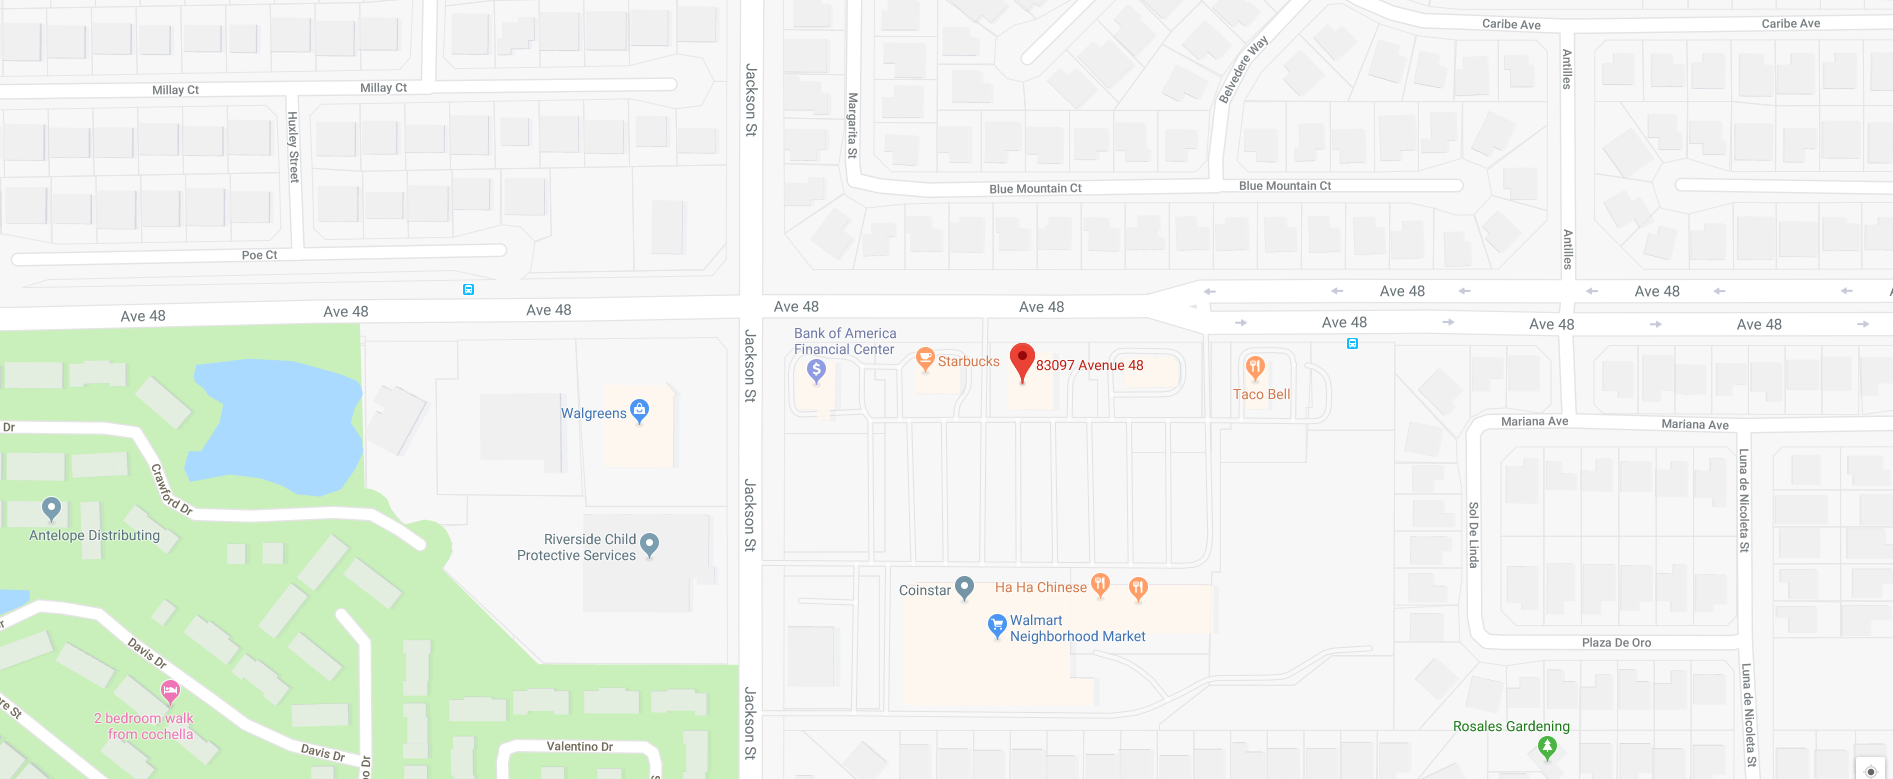 Caribe Ave
Caribe Ave
Jackson St
Belvedere Way
Antilles
Millay Ct
Millay Ct
Margarita St
Huxley Street
Blue Mountain Ct
Blue Mountain Ct
Antilles
Poe Ct
Ave 48
Ave 48
Ave 48
Ave 48
Ave 48
Ave 48
Ave 48
Ave 48
Ave 48
Ave 48
Bank of America
Financial Center
Jackson St
Starbucks
83097 Avenue 48
Taco Bell
Walgreens
Mariana Ave
Mariana Ave
Dr
Crawford Dr
Luna de Nicoleta St
Jackson St
Sol De Linda
Antelope Distributing
Riverside Child
Protective Services
Coinstar
Ha Ha Chinese
Walmart
Neighborhood Market
Davis Dr
Plaza De Oro
Luna de Nicoleta St
Jackson St
2 bedroom walk
from cochella
Rosales Gardening
Davis Dr
Valentino Dr